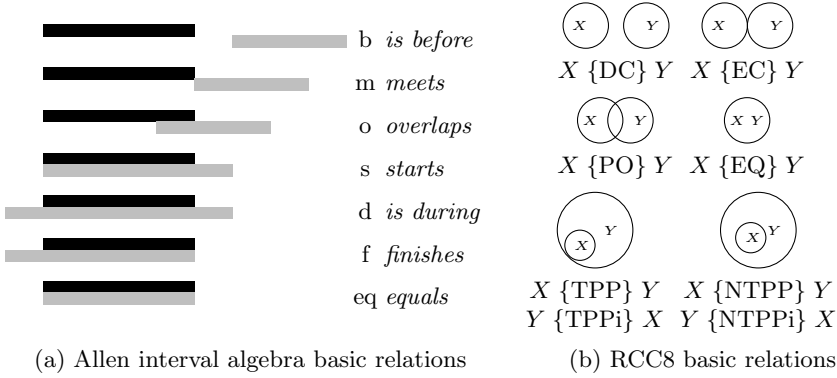 b is before
m meets
o overlaps
s starts
d is during
f finishes
eq equals
(a) Allen interval algebra basic relations
X Y X Y
X {DC} Y X {EC} Y
X Y X Y
X {PO} Y X {EQ} Y
Y Y
X X
X {TPP} Y X {NTPP} Y
Y {TPPi} X Y {NTPPi} X
(b) RCC8 basic relations